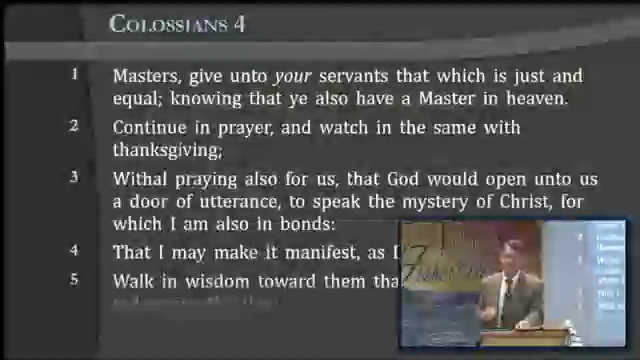 COLOSSIANS 4
1 Masters, give unto your servants that which is just and
equal; knowing that ye also have a Master in heaven.
2 Continue in prayer, and watch in the same with
thanksgiving;
3 Withal praying also for us, that God would open unto us
a door of utterance, to speak the mystery of Christ, for
which I am also in bonds:
4 That I may make it manifest, as I
5 Walk in wisdom toward them